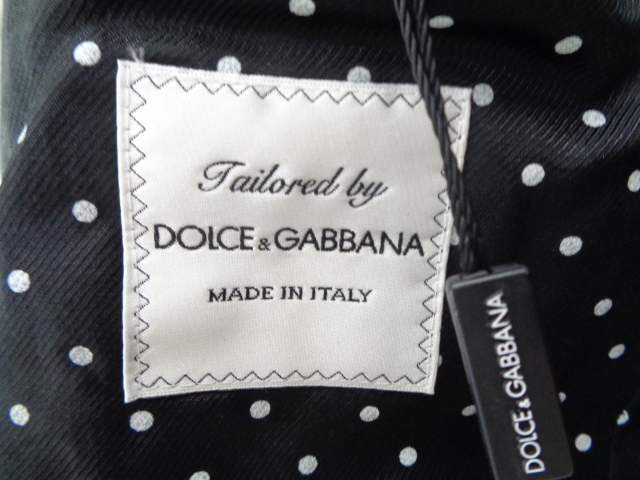 Tailored by
DOLCE & GABBANA
MADE IN ITALY
DOLCE & GABBANA